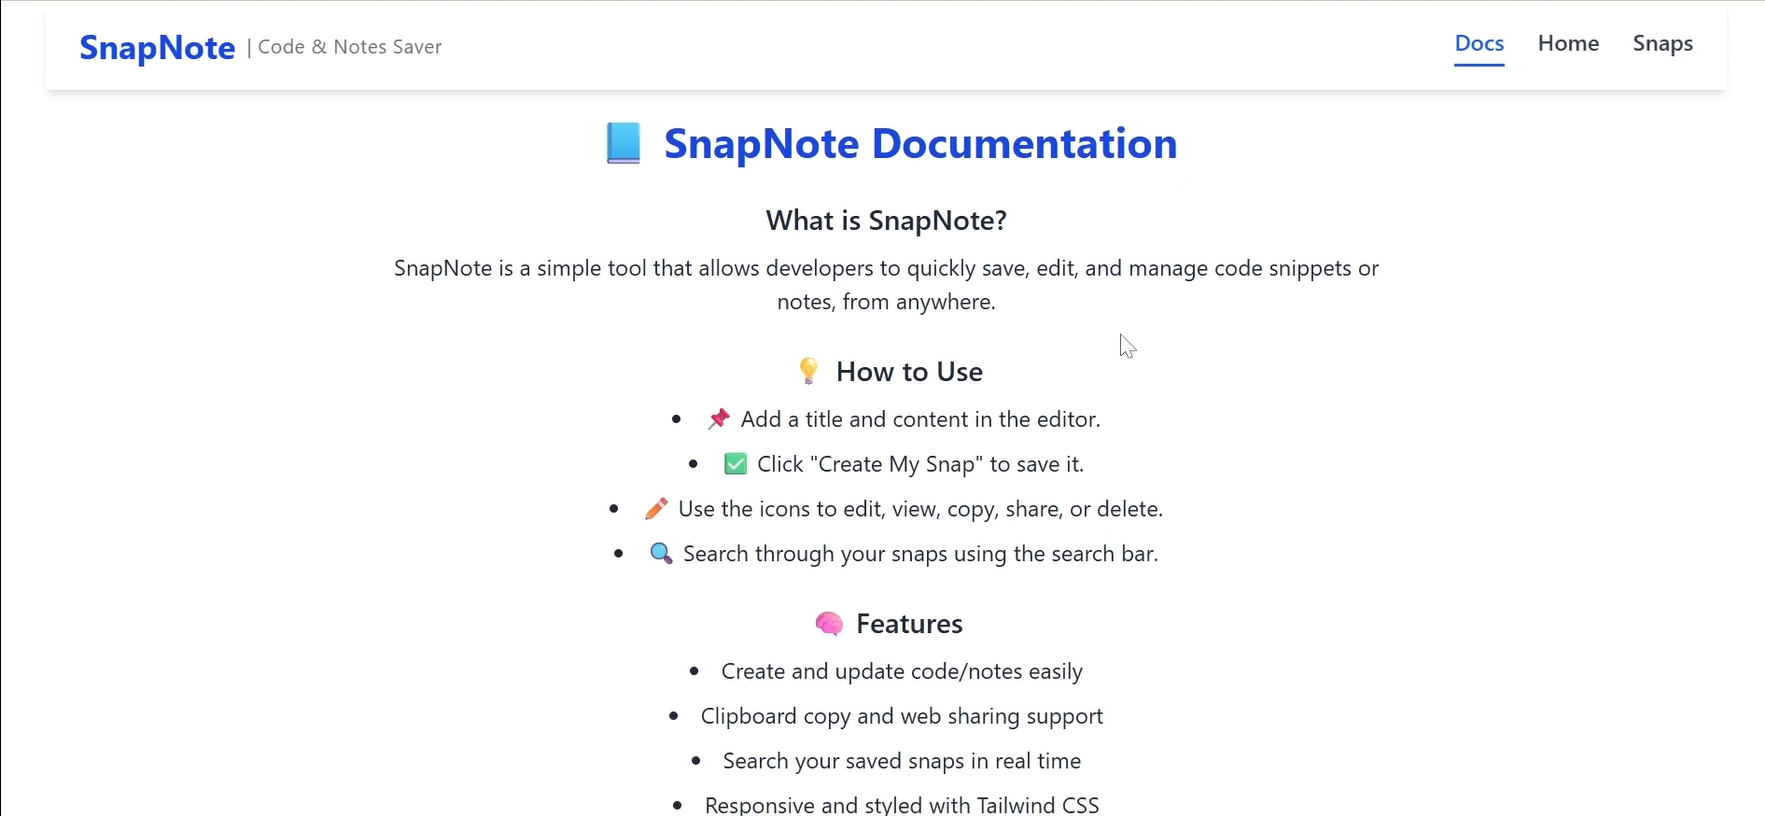 SnapNote | Code & Notes Saver
Docs Home Snaps
📘 SnapNote Documentation
What is SnapNote?
SnapNote is a simple tool that allows developers to quickly save, edit, and manage code snippets or
notes, from anywhere.
💡 How to Use
• 📌 Add a title and content in the editor.
• ✅ Click "Create My Snap" to save it.
• ✏️ Use the icons to edit, view, copy, share, or delete.
• 🔍 Search through your snaps using the search bar.
🧠 Features
• Create and update code/notes easily
• Clipboard copy and web sharing support
• Search your saved snaps in real time
• Responsive and styled with Tailwind CSS